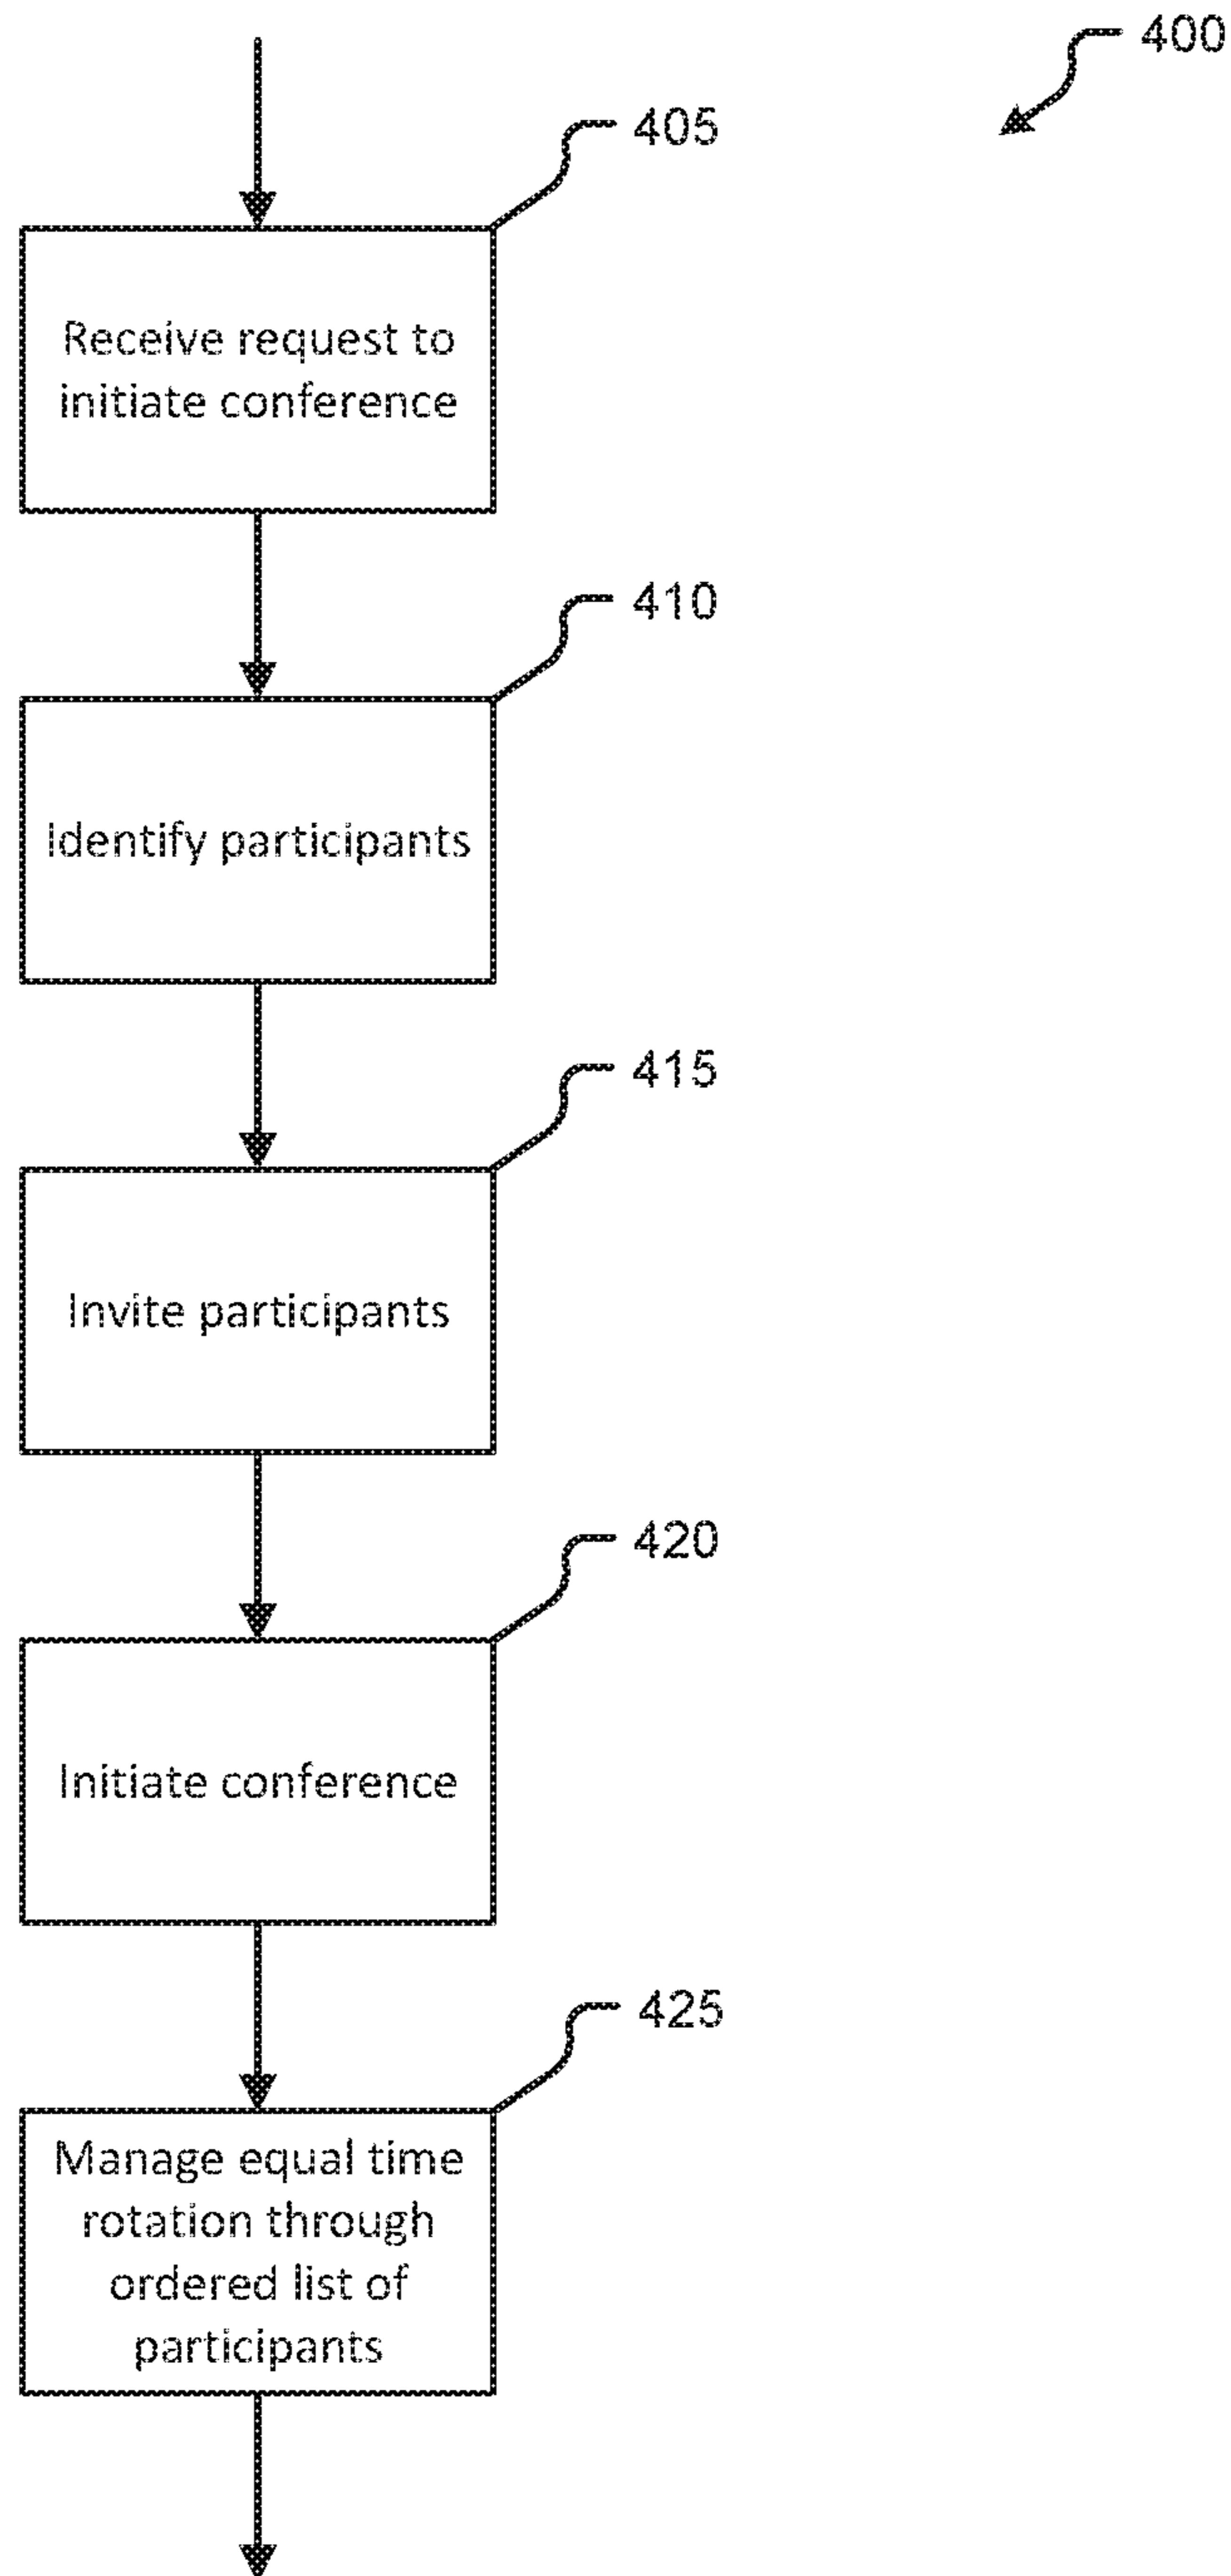 400
405
Receive request to
initiate conference
410
Identify participants
415
Invite participants
420
Initiate conference
425
Manage equal time
rotation through
ordered list of
participants